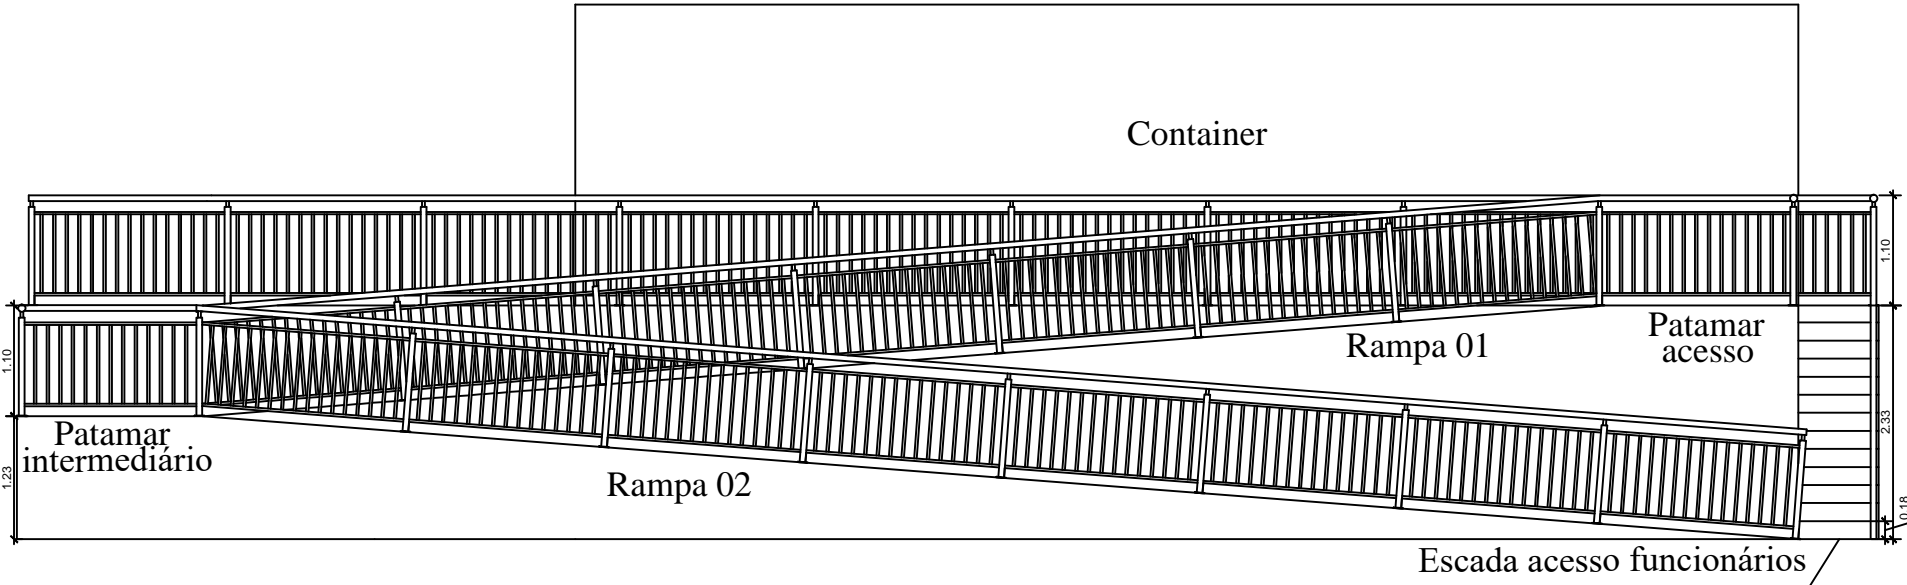 Container
1.10
Rampa 01
Patamar
acesso
1.10
2.33
Patamar
intermediário
1.23
Rampa 02
0.18
Escada acesso funcionários